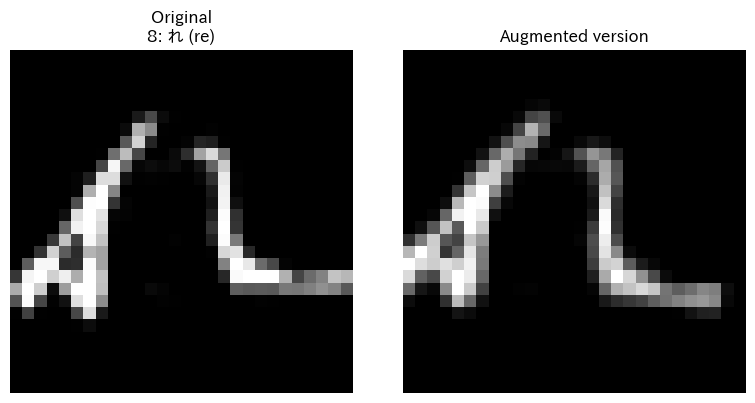 Original
8: れ (re)
Augmented version